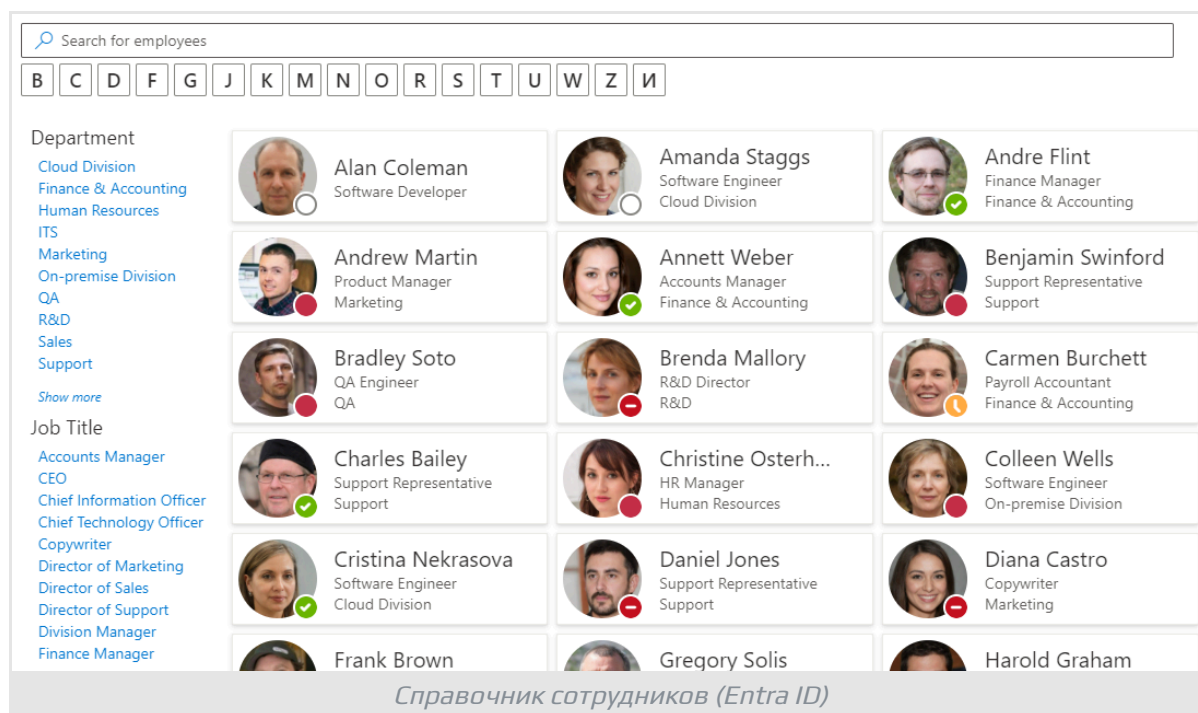 Search for employees
B C D F G J K M N O R S T U W Z И
Department
Cloud Division
Finance & Accounting
Human Resources
ITS
Marketing
On-premise Division
QA
R&D
Sales
Support
Show more
Job Title
Accounts Manager
CEO
Chief Information Officer
Chief Technology Officer
Copywriter
Director of Marketing
Director of Sales
Director of Support
Division Manager
Finance Manager
Alan Coleman
Software Developer
Amanda Staggs
Software Engineer
Cloud Division
Andre Flint
Finance Manager
Finance & Accounting
Andrew Martin
Product Manager
Marketing
Annett Weber
Accounts Manager
Finance & Accounting
Benjamin Swinford
Support Representative
Support
Bradley Soto
QA Engineer
QA
Brenda Mallory
R&D Director
R&D
Carmen Burchett
Payroll Accountant
Finance & Accounting
Charles Bailey
Support Representative
Support
Christine Osterh...
HR Manager
Human Resources
Colleen Wells
Software Engineer
On-premise Division
Cristina Nekrasova
Software Engineer
Cloud Division
Daniel Jones
Support Representative
Support
Diana Castro
Copywriter
Marketing
Frank Brown
Gregory Solis
Harold Graham
Справочник сотрудников (Entra ID)